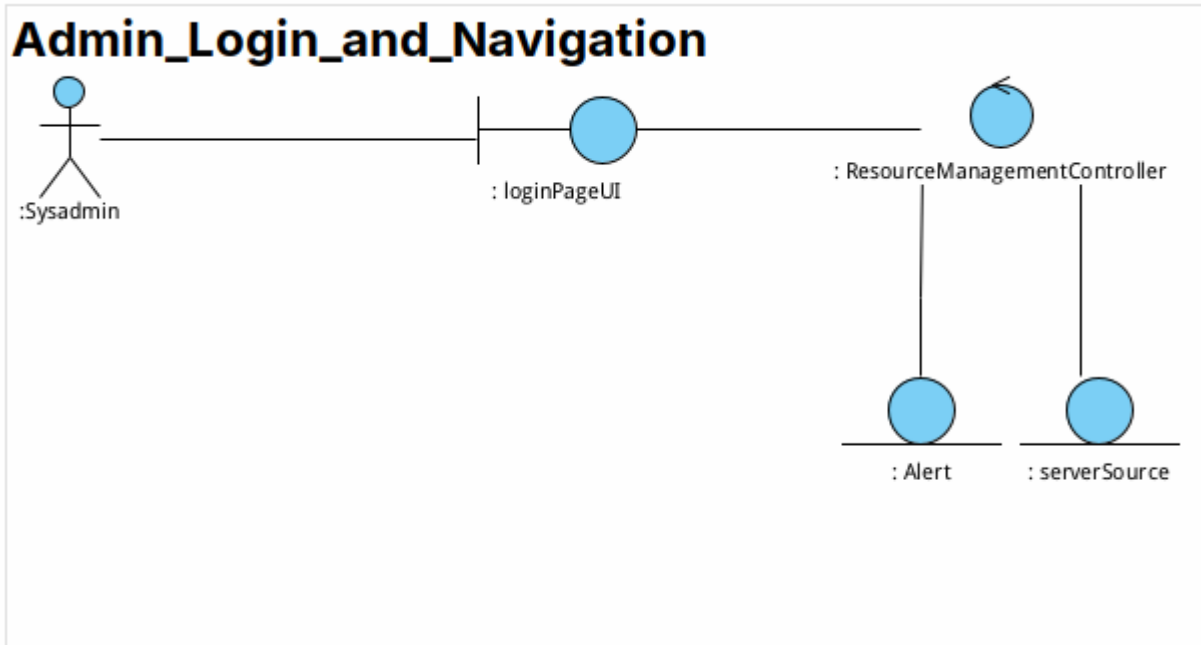 Admin_Login_and_Navigation
:Sysadmin
: loginPageUI
: ResourceManagementController
: Alert
: serverSource